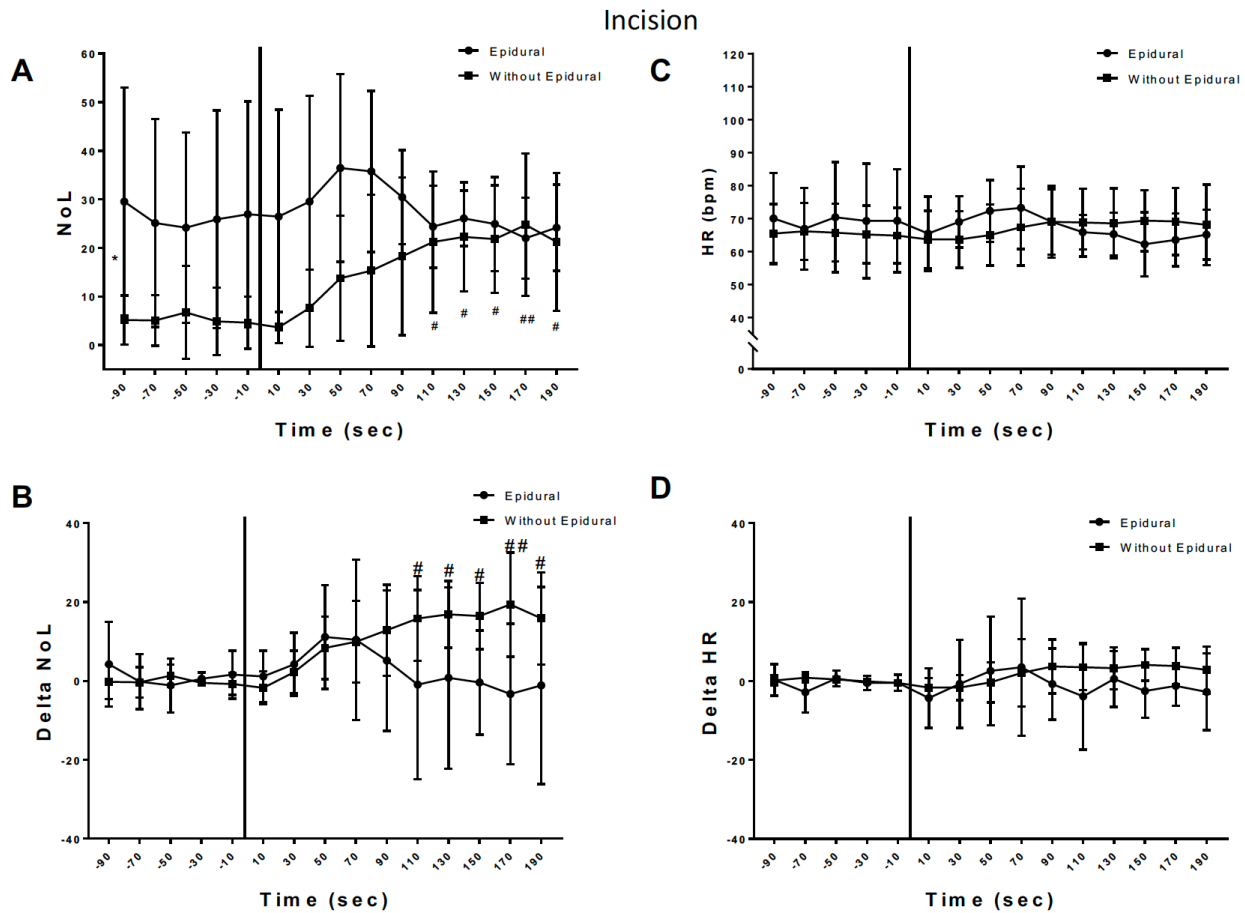 Incision
A
Epidural
Without Epidural
NoL
60
50
40
30
20
10
0
*
# # # ## #
-90 -70 -50 -30 -10 10 30 50 70 90 110 130 150 170 190
Time (sec)
C
Epidural
Without Epidural
HR (bpm)
120
110
100
90
80
70
60
50
40
0
-90 -70 -50 -30 -10 10 30 50 70 90 110 130 150 170 190
Time (sec)
B
Epidural
Without Epidural
Delta NoL
40
20
0
-20
-40
# # # ## #
-90 -70 -50 -30 -10 10 30 50 70 90 110 130 150 170 190
Time (sec)
D
Epidural
Without Epidural
Delta HR
40
20
0
-20
-40
-90 -70 -50 -30 -10 10 30 50 70 90 110 130 150 170 190
Time (sec)